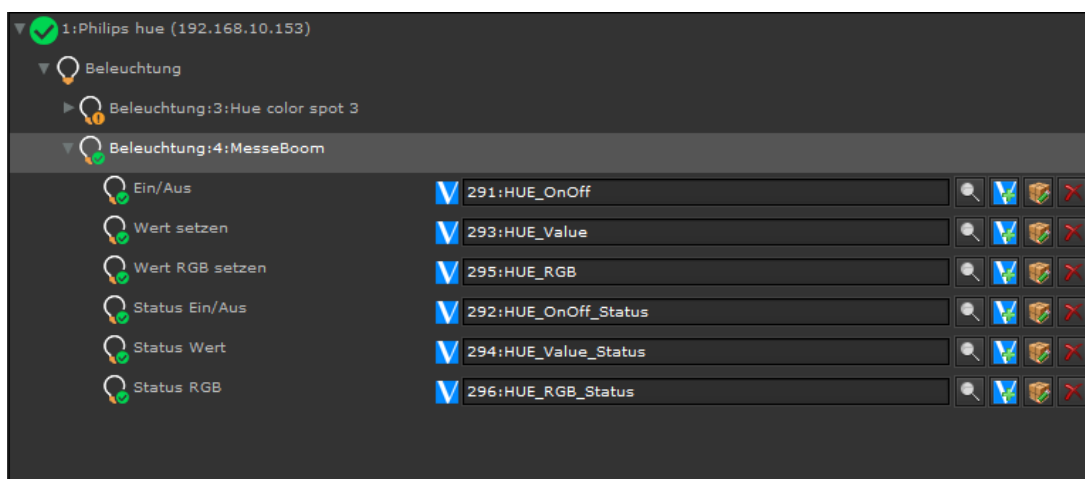 1:Philips hue (192.168.10.153)
Beleuchtung
Beleuchtung:3:Hue color spot 3
Beleuchtung:4:MesseBoom
Ein/Aus 291:HUE_OnOff
Wert setzen 293:HUE_Value
Wert RGB setzen 295:HUE_RGB
Status Ein/Aus 292:HUE_OnOff_Status
Status Wert 294:HUE_Value_Status
Status RGB 296:HUE_RGB_Status